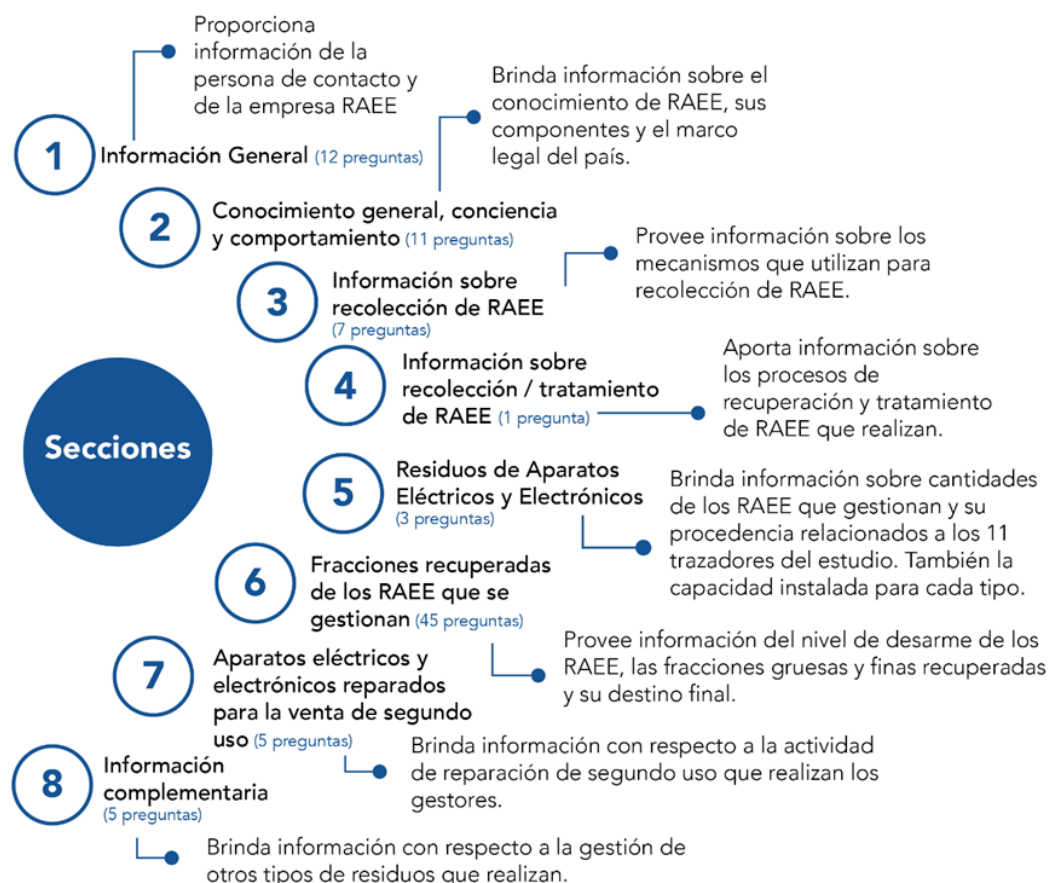 Proporciona
información de la
persona de contacto y
de la empresa RAEE
1
Información General (12 preguntas)
Brinda información sobre el
conocimiento de RAEE, sus
componentes y el marco
legal del país.
2
Conocimiento general, conciencia
y comportamiento (11 preguntas)
Provee información sobre los
mecanismos que utilizan para
recolección de RAEE.
3
Información sobre
recolección de RAEE
(7 preguntas)
4
Información sobre
recolección / tratamiento
de RAEE (1 pregunta)
Aporta información sobre
los procesos de
recuperación y tratamiento
de RAEE que realizan.
Secciones
5
Residuos de Aparatos
Eléctricos y Electrónicos
(3 preguntas)
Brinda información sobre cantidades
de los RAEE que gestionan y su
procedencia relacionados a los 11
trazadores del estudio. También la
capacidad instalada para cada tipo.
6
Fracciones recuperadas
de los RAEE que se
gestionan (45 preguntas)
Provee información del nivel de desarme de los
RAEE, las fracciones gruesas y finas recuperadas
y su destino final.
7
Aparatos eléctricos y
electrónicos reparados
para la venta de segundo
uso (5 preguntas)
Brinda información con respecto a la actividad
de reparación de segundo uso que realizan los
gestores.
8
Información
complementaria
(5 preguntas)
Brinda información con respecto a la gestión de
otros tipos de residuos que realizan.